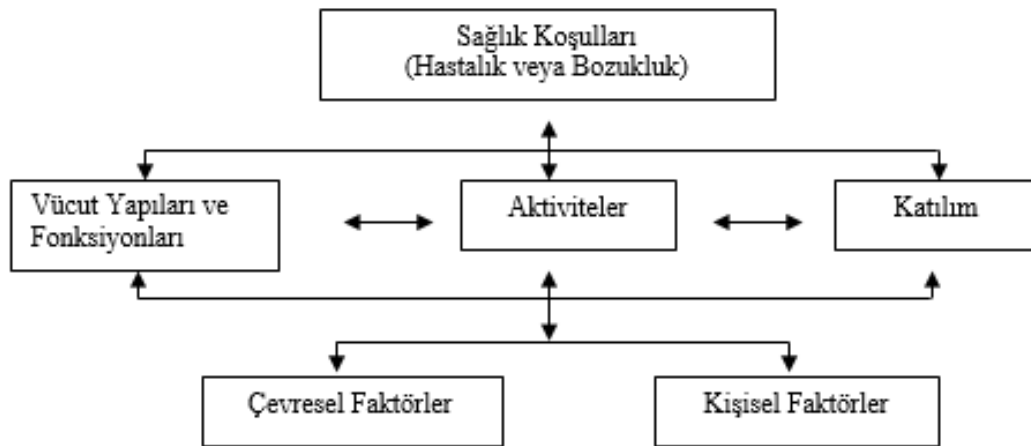 Sağlık Koşulları
(Hastalık veya Bozukluk)
Vücut Yapıları ve
Fonksiyonları
Aktiviteler
Katılım
Çevresel Faktörler
Kişisel Faktörler